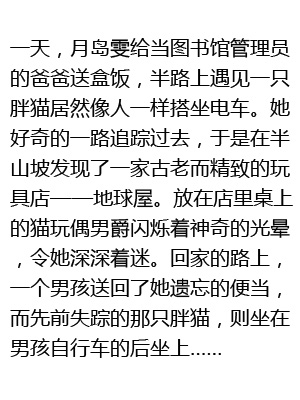 一天，月岛雯给当图书馆管理员
的爸爸送盒饭，半路上遇见一只
胖猫居然像人一样搭坐电车。她
好奇的一路追踪过去，于是在半
山坡发现了一家古老而精致的玩
具店——地球屋。放在店里桌上
的猫玩偶男爵闪烁着神奇的光晕
，令她深深着迷。回家的路上，
一个男孩送回了她遗忘的便当，
而先前失踪的那只胖猫，则坐在
男孩自行车的后坐上……